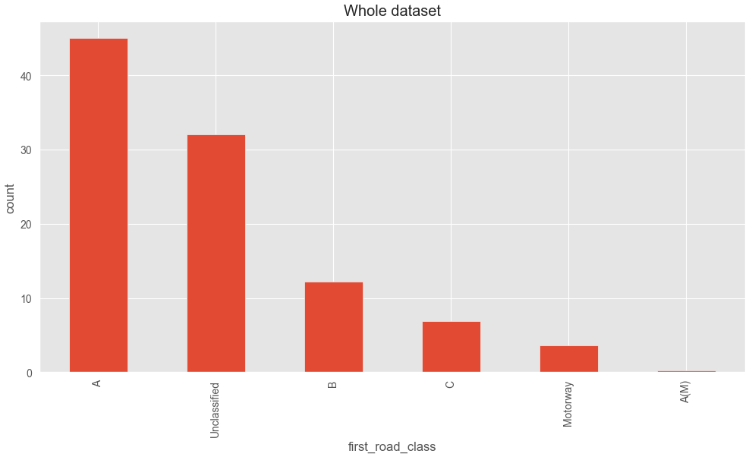 Whole dataset
count
40
30
20
10
0
A
Unclassified
B
C
Motorway
A(M)
first_road_class